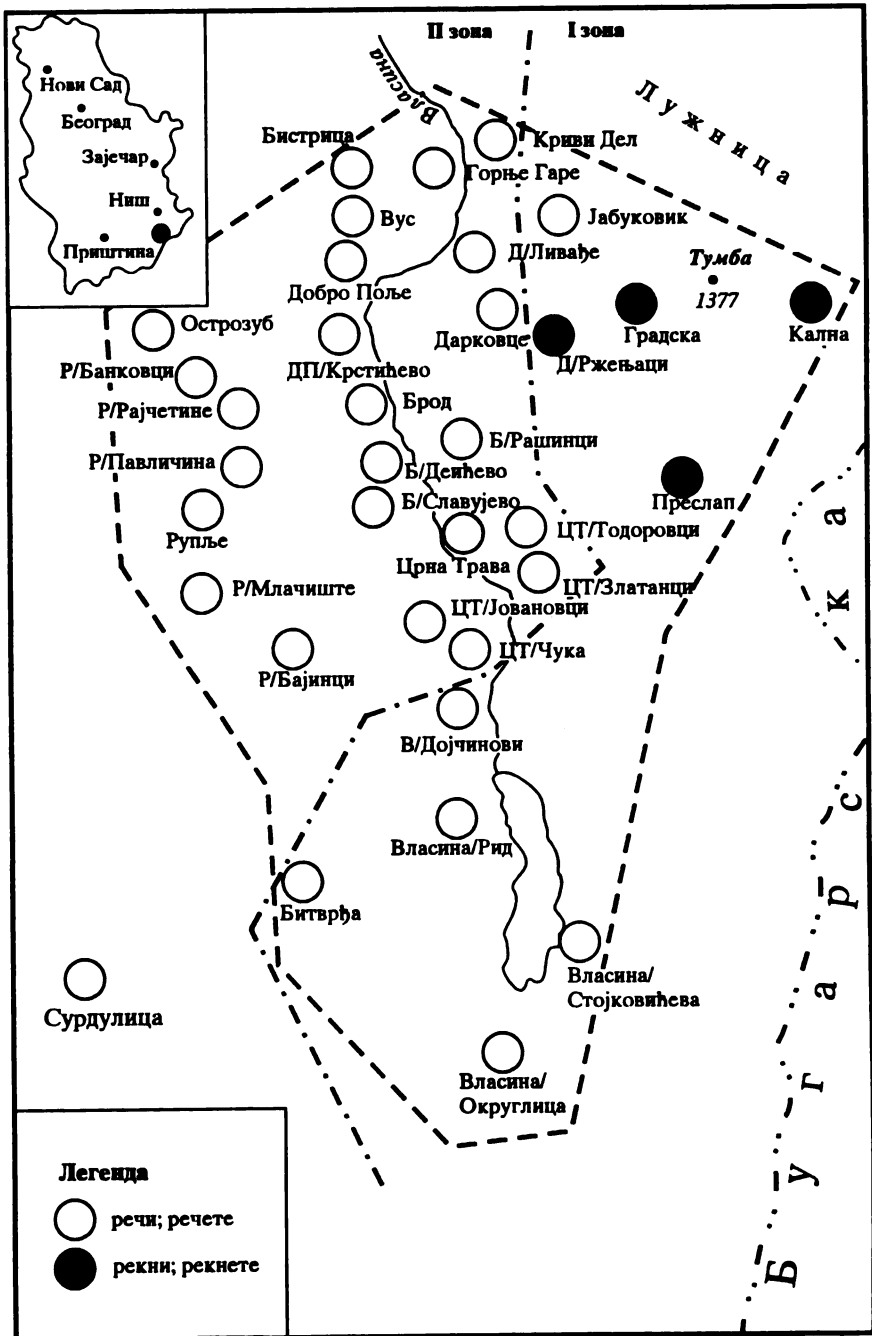 II зона
I зона
Нови Сад
Београд
Зајечар
Ниш
Приштина
Власина
Лужница
Бистрица
Криви Дел
Горње Гаре
Вус
Јабуковик
Д/Ливађе
Тумба
1377
Добро Поље
Острозуб
Дарковце
Градска
Кална
Д/Ржењаци
Р/Банковци
ДП/Крстићево
Р/Рајчетине
Брод
Б/Рашинци
Р/Павличина
Б/Деићево
Б/Славујево
Преслап
Рупље
ЦТ/Тодоровци
Црна Трава
ЦТ/Златанци
Р/Млачиште
ЦТ/Јовановци
ЦТ/Чука
Р/Бајинци
В/Дојчинови
Власина/Рид
Битврђа
Власина/
Стојковићева
Сурдулица
Власина/
Округлица
Бугарска
Легенда
речи; речете
рекни; рекнете